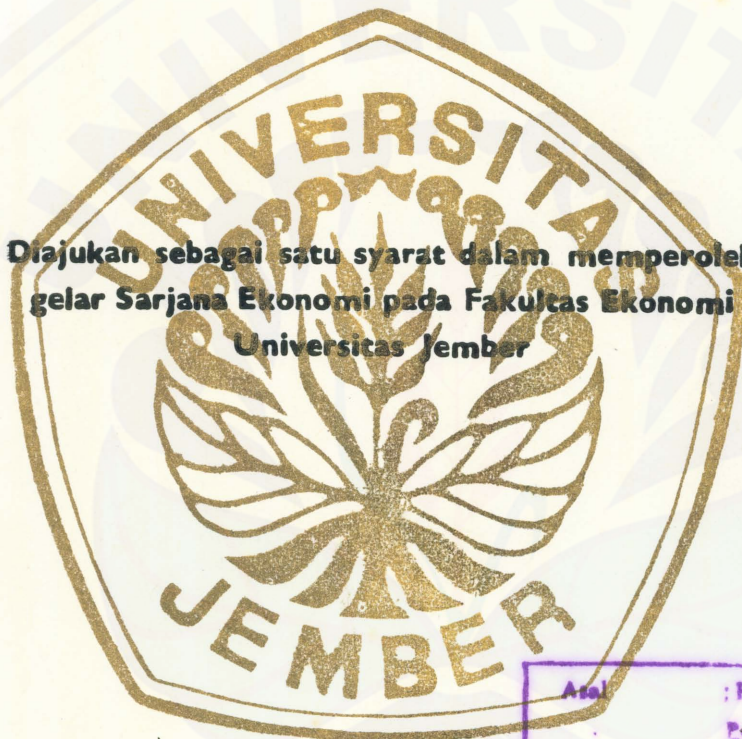 UNIVERSITAS
Diajukan sebagai satu syarat dalam memperoleh
gelar Sarjana Ekonomi pada Fakultas Ekonomi
Universitas Jember
JEMBER
Asal :